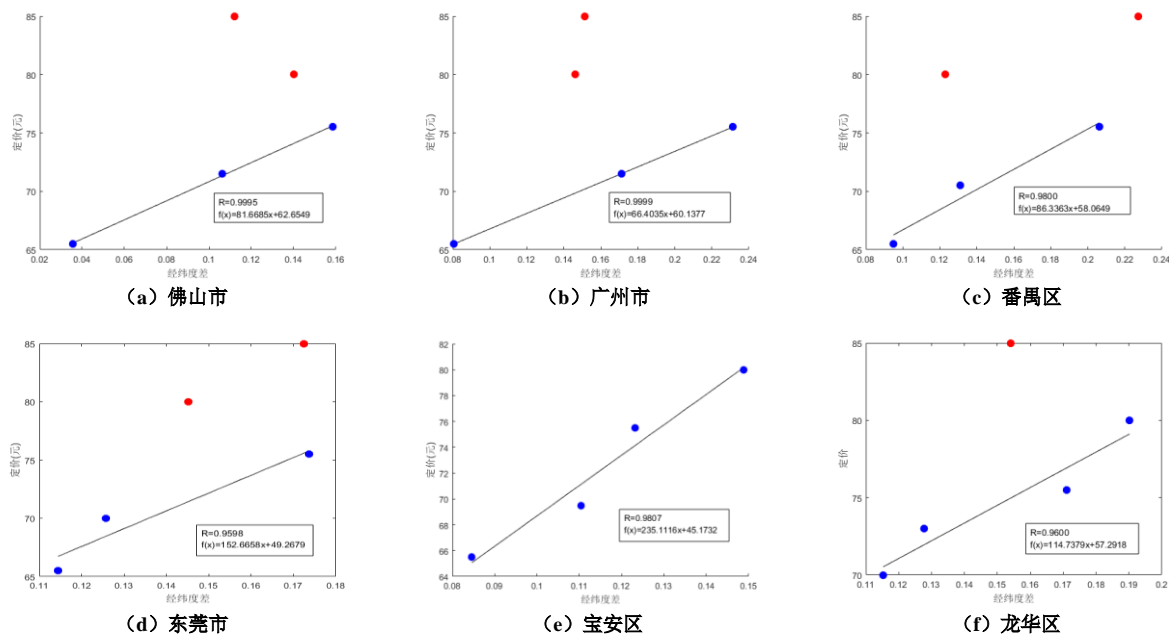 85
80
75
70
65
定价(元)
R=0.9995
f(x)=81.6685x+62.6549
0.02 0.04 0.06 0.08 0.1 0.12 0.14 0.16
经纬度差
(a)佛山市
85
80
75
70
65
定价(元)
R=0.9999
f(x)=66.4035x+60.1377
0.08 0.1 0.12 0.14 0.16 0.18 0.2 0.22 0.24
经纬度差
(b)广州市
85
80
75
70
65
定价(元)
R=0.9800
f(x)=86.3363x+58.0649
0.08 0.1 0.12 0.14 0.16 0.18 0.2 0.22 0.24
经纬度差
(c)番禺区
85
80
75
70
65
定价(元)
R=0.9598
f(x)=152.6658x+49.2679
0.11 0.12 0.13 0.14 0.15 0.16 0.17 0.18
经纬度差
(d)东莞市
82
80
78
76
74
72
70
68
66
64
定价(元)
R=0.9807
f(x)=235.1116x+45.1732
0.08 0.09 0.1 0.11 0.12 0.13 0.14 0.15
经纬度差
(e)宝安区
85
80
75
70
定价
R=0.9600
f(x)=114.7379x+57.2918
0.11 0.12 0.13 0.14 0.15 0.16 0.17 0.18 0.19 0.2
经纬度差
(f)龙华区